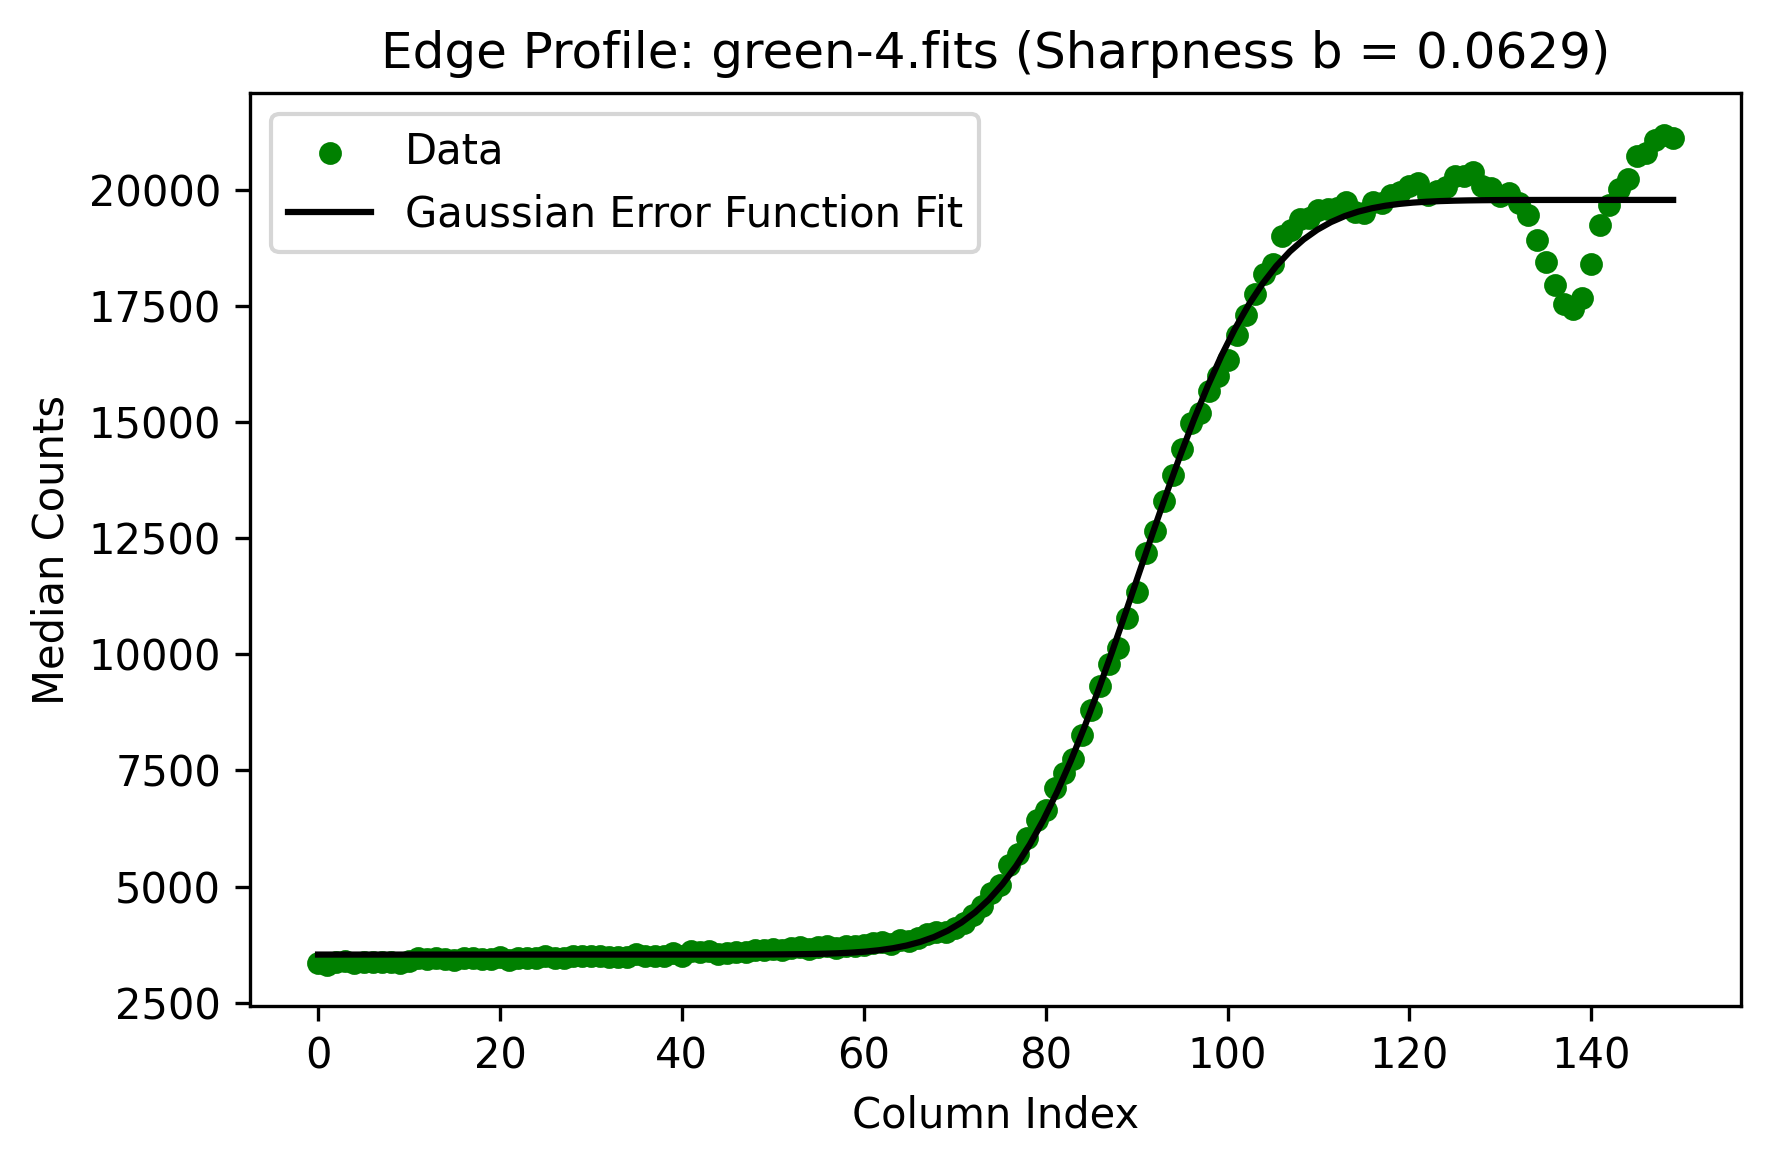 Edge Profile: green-4.fits (Sharpness b = 0.0629)
Data
Gaussian Error Function Fit
Median Counts
20000
17500
15000
12500
10000
7500
5000
2500
0 20 40 60 80 100 120 140
Column Index